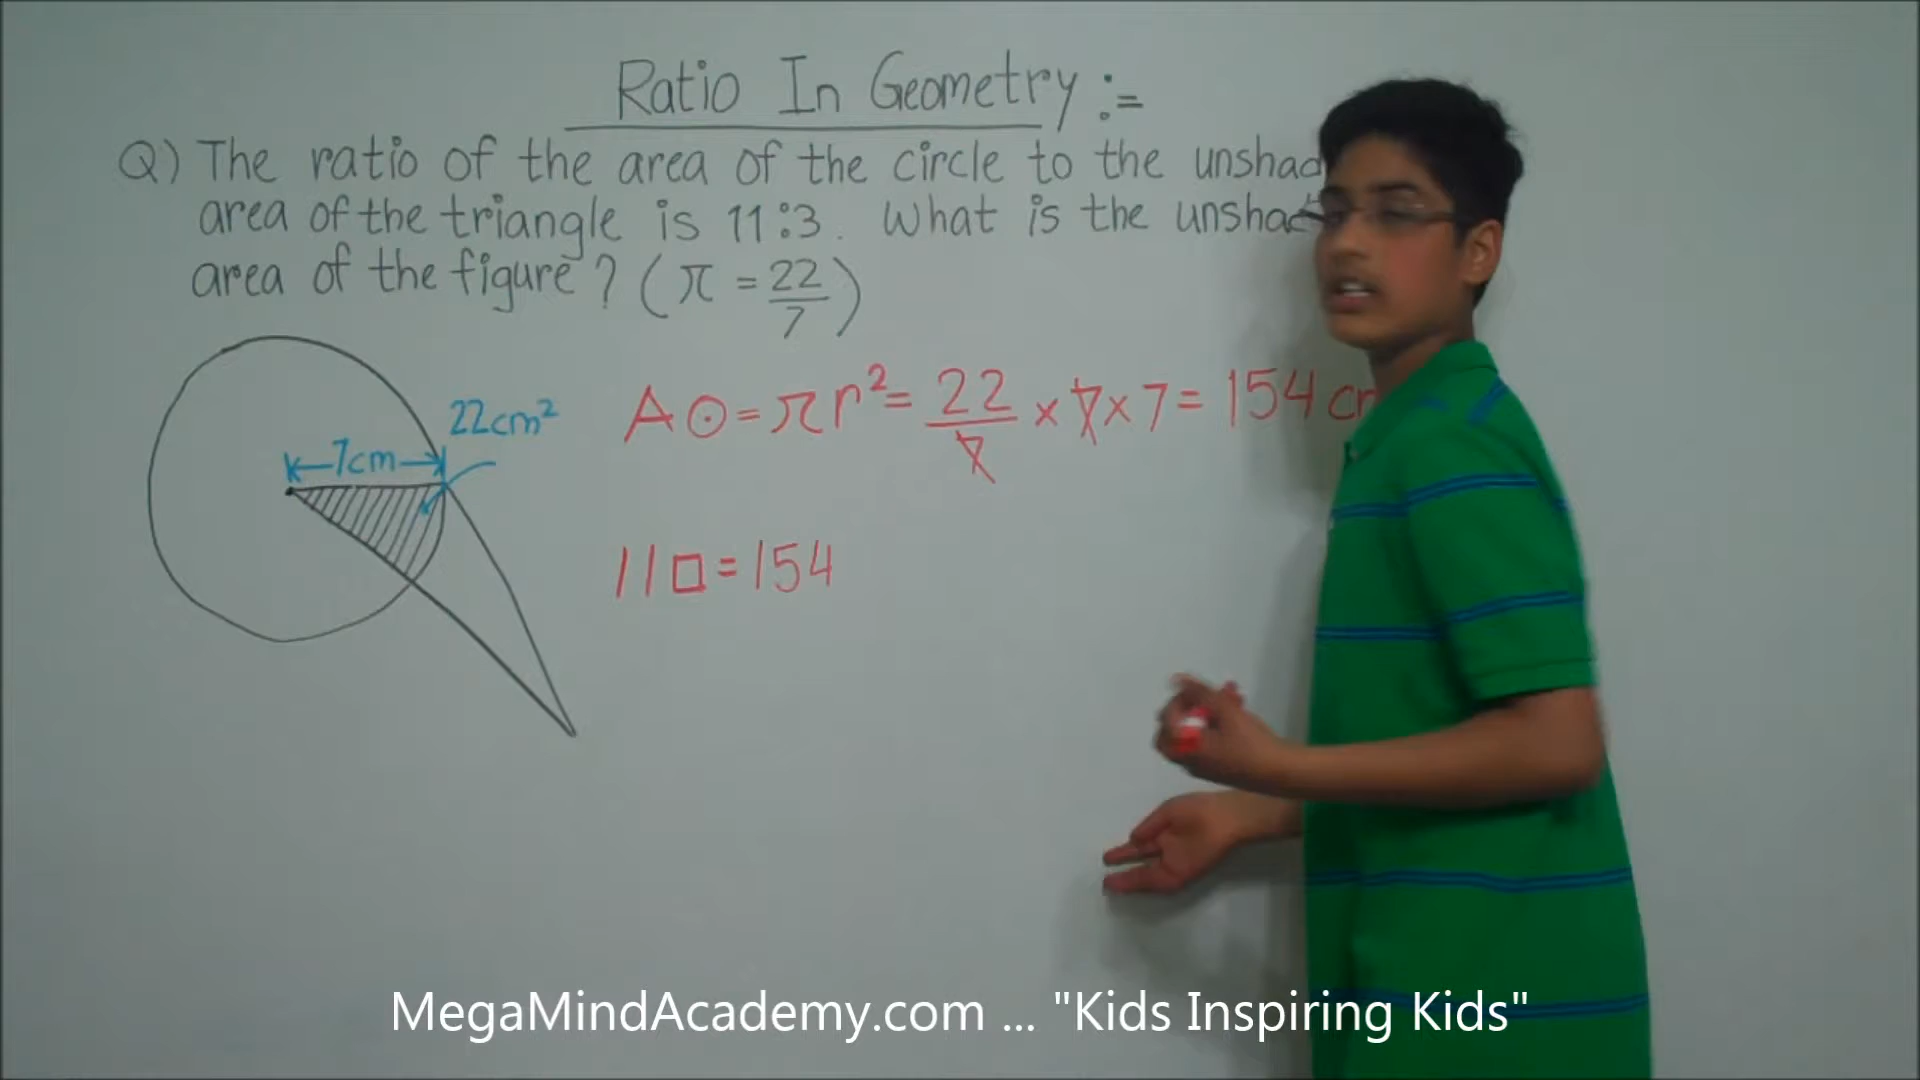 Ratio In Geometry :=
Q) The ratio of the area of the circle to the unshad
area of the triangle is 11:3. What is the unshad
area of the figure? (π = 22/7)
22cm²
7cm
A⊙ = πr² = 22/7 × 7 × 7 = 154 cm
11□ = 154
MegaMindAcademy.com ... "Kids Inspiring Kids"